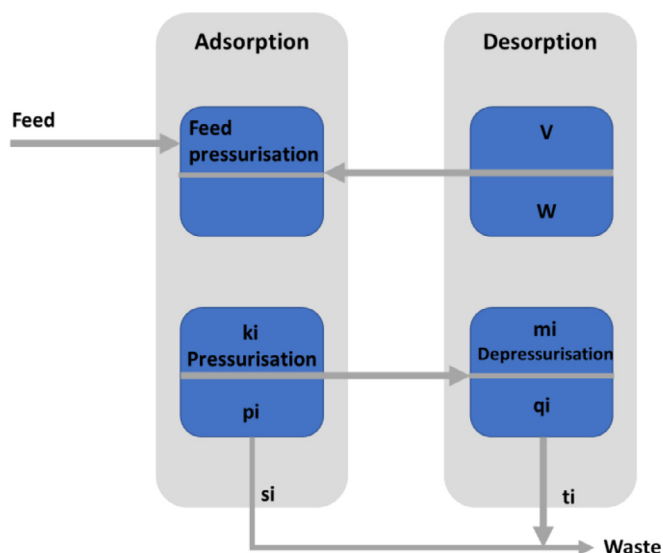 Adsorption
Desorption
Feed
Feed
pressurisation
V
W
ki
Pressurisation
pi
mi
Depressurisation
qi
si
ti
Waste